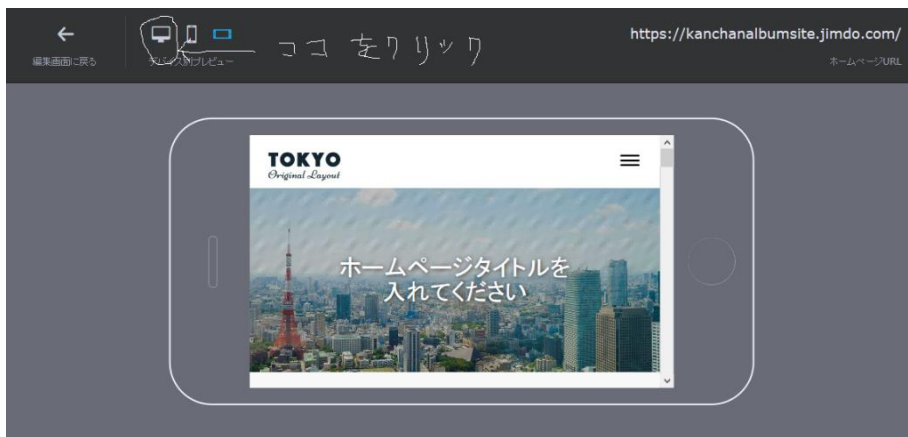 ←
編集画面に戻る
デバイス別プレビュー
ココをクリック
https://kanchanalbumsite.jimdo.com/
ホームページURL
TOKYO
Original Layout
ホームページタイトルを
入れてください